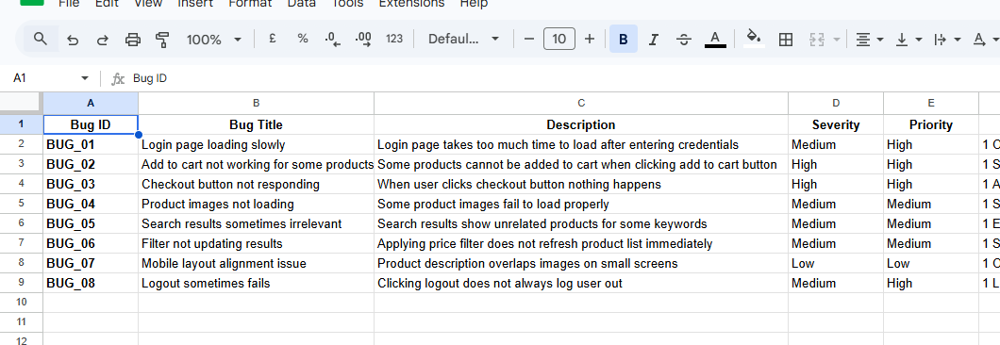 File Edit View Insert Format Data Tools Extensions Help
100% £ % .0 .00 123 Defaul... 10 B I A A
A1 fx Bug ID
A B C D E
1 Bug ID Bug Title Description Severity Priority
2 BUG_01 Login page loading slowly Login page takes too much time to load after entering credentials Medium High 1 C
3 BUG_02 Add to cart not working for some products Some products cannot be added to cart when clicking add to cart button High High 1 S
4 BUG_03 Checkout button not responding When user clicks checkout button nothing happens High High 1 A
5 BUG_04 Product images not loading Some product images fail to load properly Medium Medium 1 S
6 BUG_05 Search results sometimes irrelevant Search results show unrelated products for some keywords Medium Medium 1 E
7 BUG_06 Filter not updating results Applying price filter does not refresh product list immediately Medium Medium 1 S
8 BUG_07 Mobile layout alignment issue Product description overlaps images on small screens Low Low 1 C
9 BUG_08 Logout sometimes fails Clicking logout does not always log user out Medium High 1 L
10
11
12